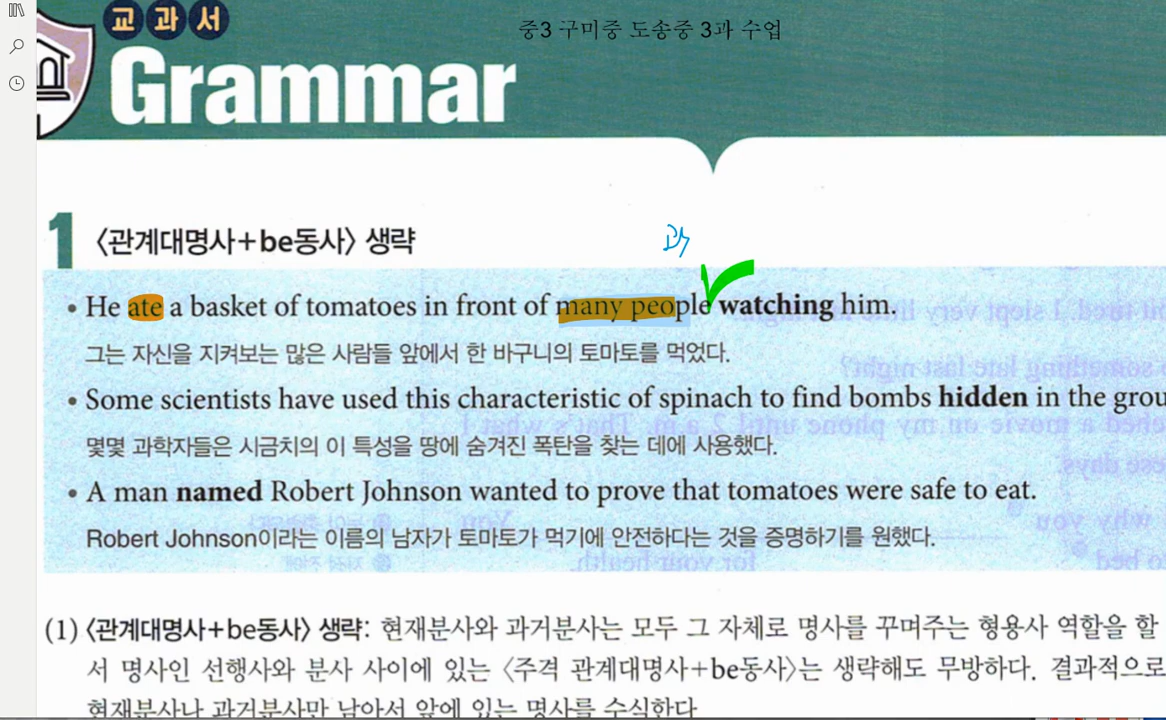 교과서
중3 구미중 도송중 3과 수업
Grammar
1 〈관계대명사+be동사〉 생략
과
• He ate a basket of tomatoes in front of many people watching him.
그는 자신을 지켜보는 많은 사람들 앞에서 한 바구니의 토마토를 먹었다.
• Some scientists have used this characteristic of spinach to find bombs hidden in the grou
몇몇 과학자들은 시금치의 이 특성을 땅에 숨겨진 폭탄을 찾는 데에 사용했다.
• A man named Robert Johnson wanted to prove that tomatoes were safe to eat.
Robert Johnson이라는 이름의 남자가 토마토가 먹기에 안전하다는 것을 증명하기를 원했다.
(1) 〈관계대명사+be동사〉 생략: 현재분사와 과거분사는 모두 그 자체로 명사를 꾸며주는 형용사 역할을 할
서 명사인 선행사와 분사 사이에 있는 〈주격 관계대명사+be동사〉는 생략해도 무방하다. 결과적으로
현재분사나 과거분사만 남아서 앞에 있는 명사를 수식한다